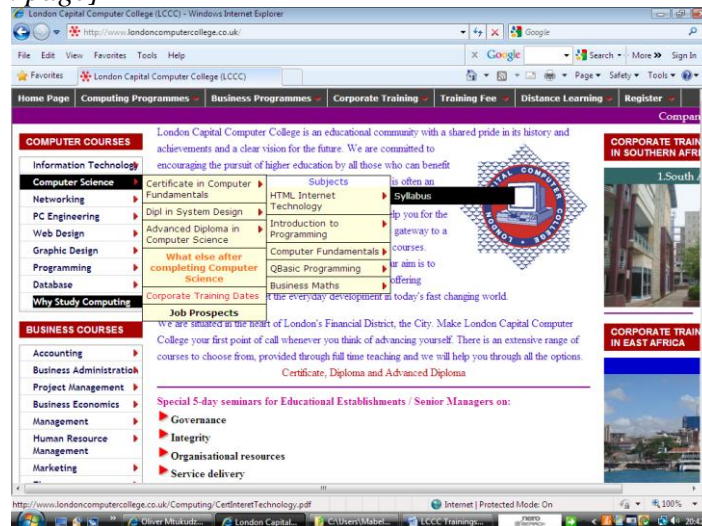 page]
London Capital Computer College (LCCC) - Windows Internet Explorer
http://www.londoncomputercollege.co.uk/
Google
File Edit View Favorites Tools Help
x Google Search More » Sign In
Favorites London Capital Computer College (LCCC)
Page Safety Tools
Home Page Computing Programmes Business Programmes Corporate Training Training Fee Distance Learning Register
Compan
COMPUTER COURSES
Information Technology
Computer Science
Networking
PC Engineering
Web Design
Graphic Design
Programming
Database
Why Study Computing
BUSINESS COURSES
Accounting
Business Administration
Project Management
Business Economics
Management
Human Resource
Management
Marketing
London Capital Computer College is an educational community with a shared pride in its history and
achievements and a clear vision for the future. We are committed to
encouraging the pursuit of higher education by all those who can benefit
is often an
lp you for the
gateway to a
courses.
ur aim is to
offering
t the everyday development in today's fast changing world.
Certificate in Computer
Fundamentals
Dipl in System Design
Advanced Diploma in
Computer Science
What else after
completing Computer
Science
Corporate Training Dates
Job Prospects
Subjects
HTML Internet
Technology
Introduction to
Programming
Computer Fundamentals
QBasic Programming
Business Maths
Syllabus
CAPITAL COMPUTER
COLLEGE
We are situated in the heart of London's Financial District, the City. Make London Capital Computer
College your first point of call whenever you think of advancing yourself. There is an extensive range of
courses to choose from, provided through full time teaching and we will help you through all the options.
Certificate, Diploma and Advanced Diploma
Special 5-day seminars for Educational Establishments / Senior Managers on:
Governance
Integrity
Organisational resources
Service delivery
CORPORATE TRAIN
IN SOUTHERN AFRI
1.South A
CORPORATE TRAIN
IN EAST AFRICA
http://www.londoncomputercollege.co.uk/Computing/CertInteretTechnology.pdf
Internet | Protected Mode: On
100%
Oliver Mtukudz...
London Capital...
C:\Users\Mabel...
LCCC Trainings...
nero
20:4